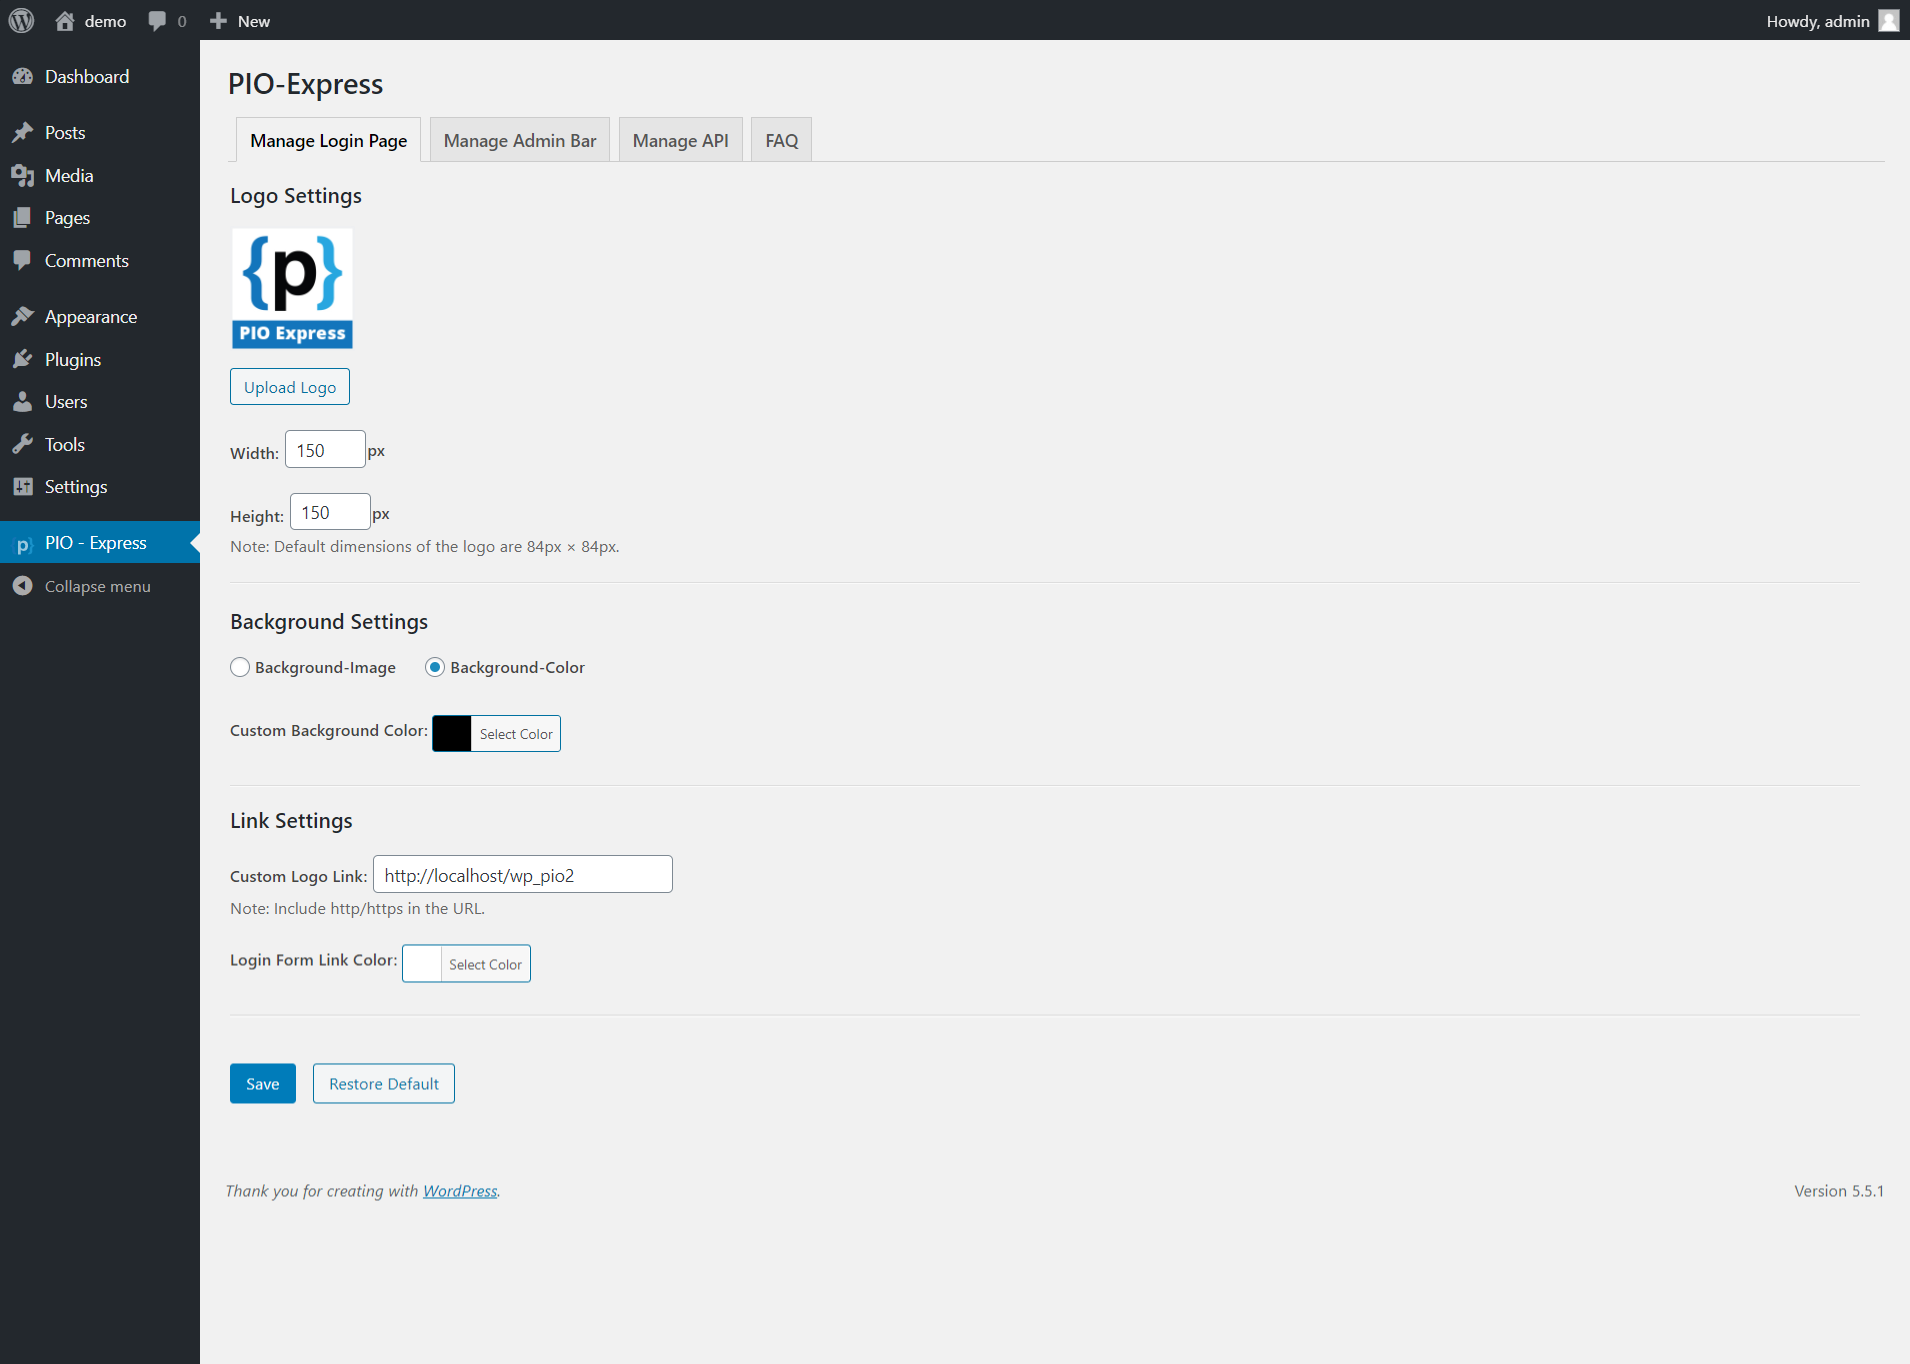 demo 0 New Howdy, admin
Dashboard
Posts
Media
Pages
Comments
Appearance
Plugins
Users
Tools
Settings
PIO - Express
Collapse menu
PIO-Express
Manage Login Page Manage Admin Bar Manage API FAQ
Logo Settings
{p}
PIO Express
Upload Logo
Width: 150 px
Height: 150 px
Note: Default dimensions of the logo are 84px × 84px.
Background Settings
Background-Image Background-Color
Custom Background Color: Select Color
Link Settings
Custom Logo Link: http://localhost/wp_pio2
Note: Include http/https in the URL.
Login Form Link Color: Select Color
Save Restore Default
Thank you for creating with WordPress. Version 5.5.1